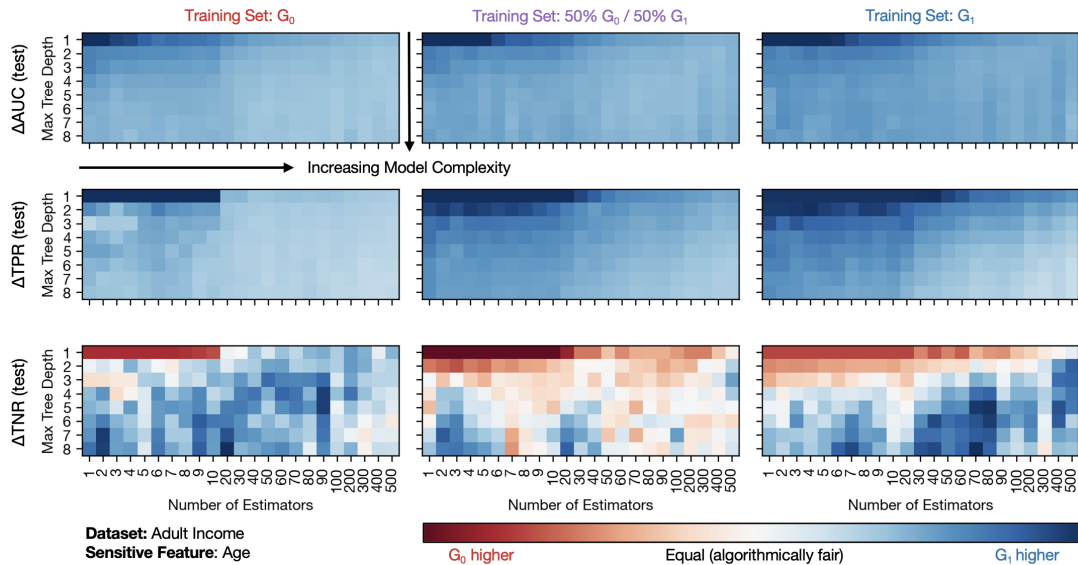 Training Set: G₀
Training Set: 50% G₀ / 50% G₁
Training Set: G₁
ΔAUC (test)
Max Tree Depth
1
2
3
4
5
6
7
8
Increasing Model Complexity
ΔTPR (test)
Max Tree Depth
1
2
3
4
5
6
7
8
ΔTNR (test)
Max Tree Depth
1
2
3
4
5
6
7
8
1 2 3 4 5 6 7 8 9 10 20 30 40 50 60 70 80 90 100 200 300 400 500
1 2 3 4 5 6 7 8 9 10 20 30 40 50 60 70 80 90 100 200 300 400 500
1 2 3 4 5 6 7 8 9 10 20 30 40 50 60 70 80 90 100 200 300 400 500
Number of Estimators
Number of Estimators
Number of Estimators
Dataset: Adult Income
Sensitive Feature: Age
G₀ higher
Equal (algorithmically fair)
G₁ higher